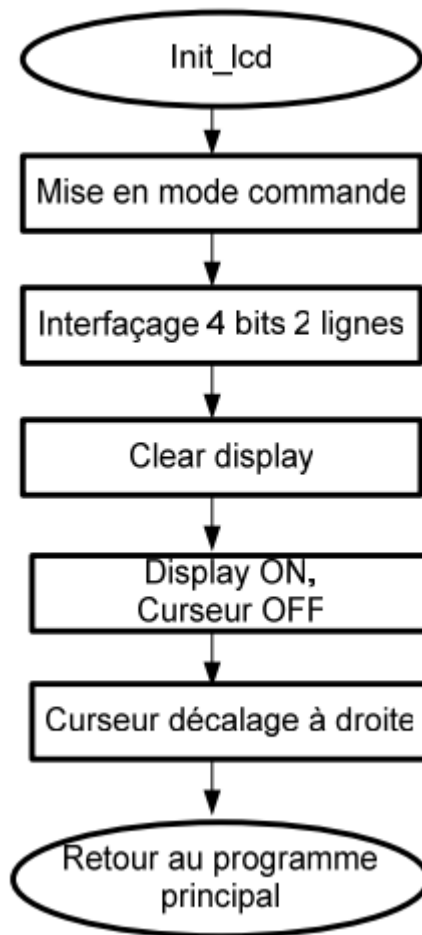 Init_lcd
Mise en mode commande
Interfaçage 4 bits 2 lignes
Clear display
Display ON,
Curseur OFF
Curseur décalage à droite
Retour au programme
principal